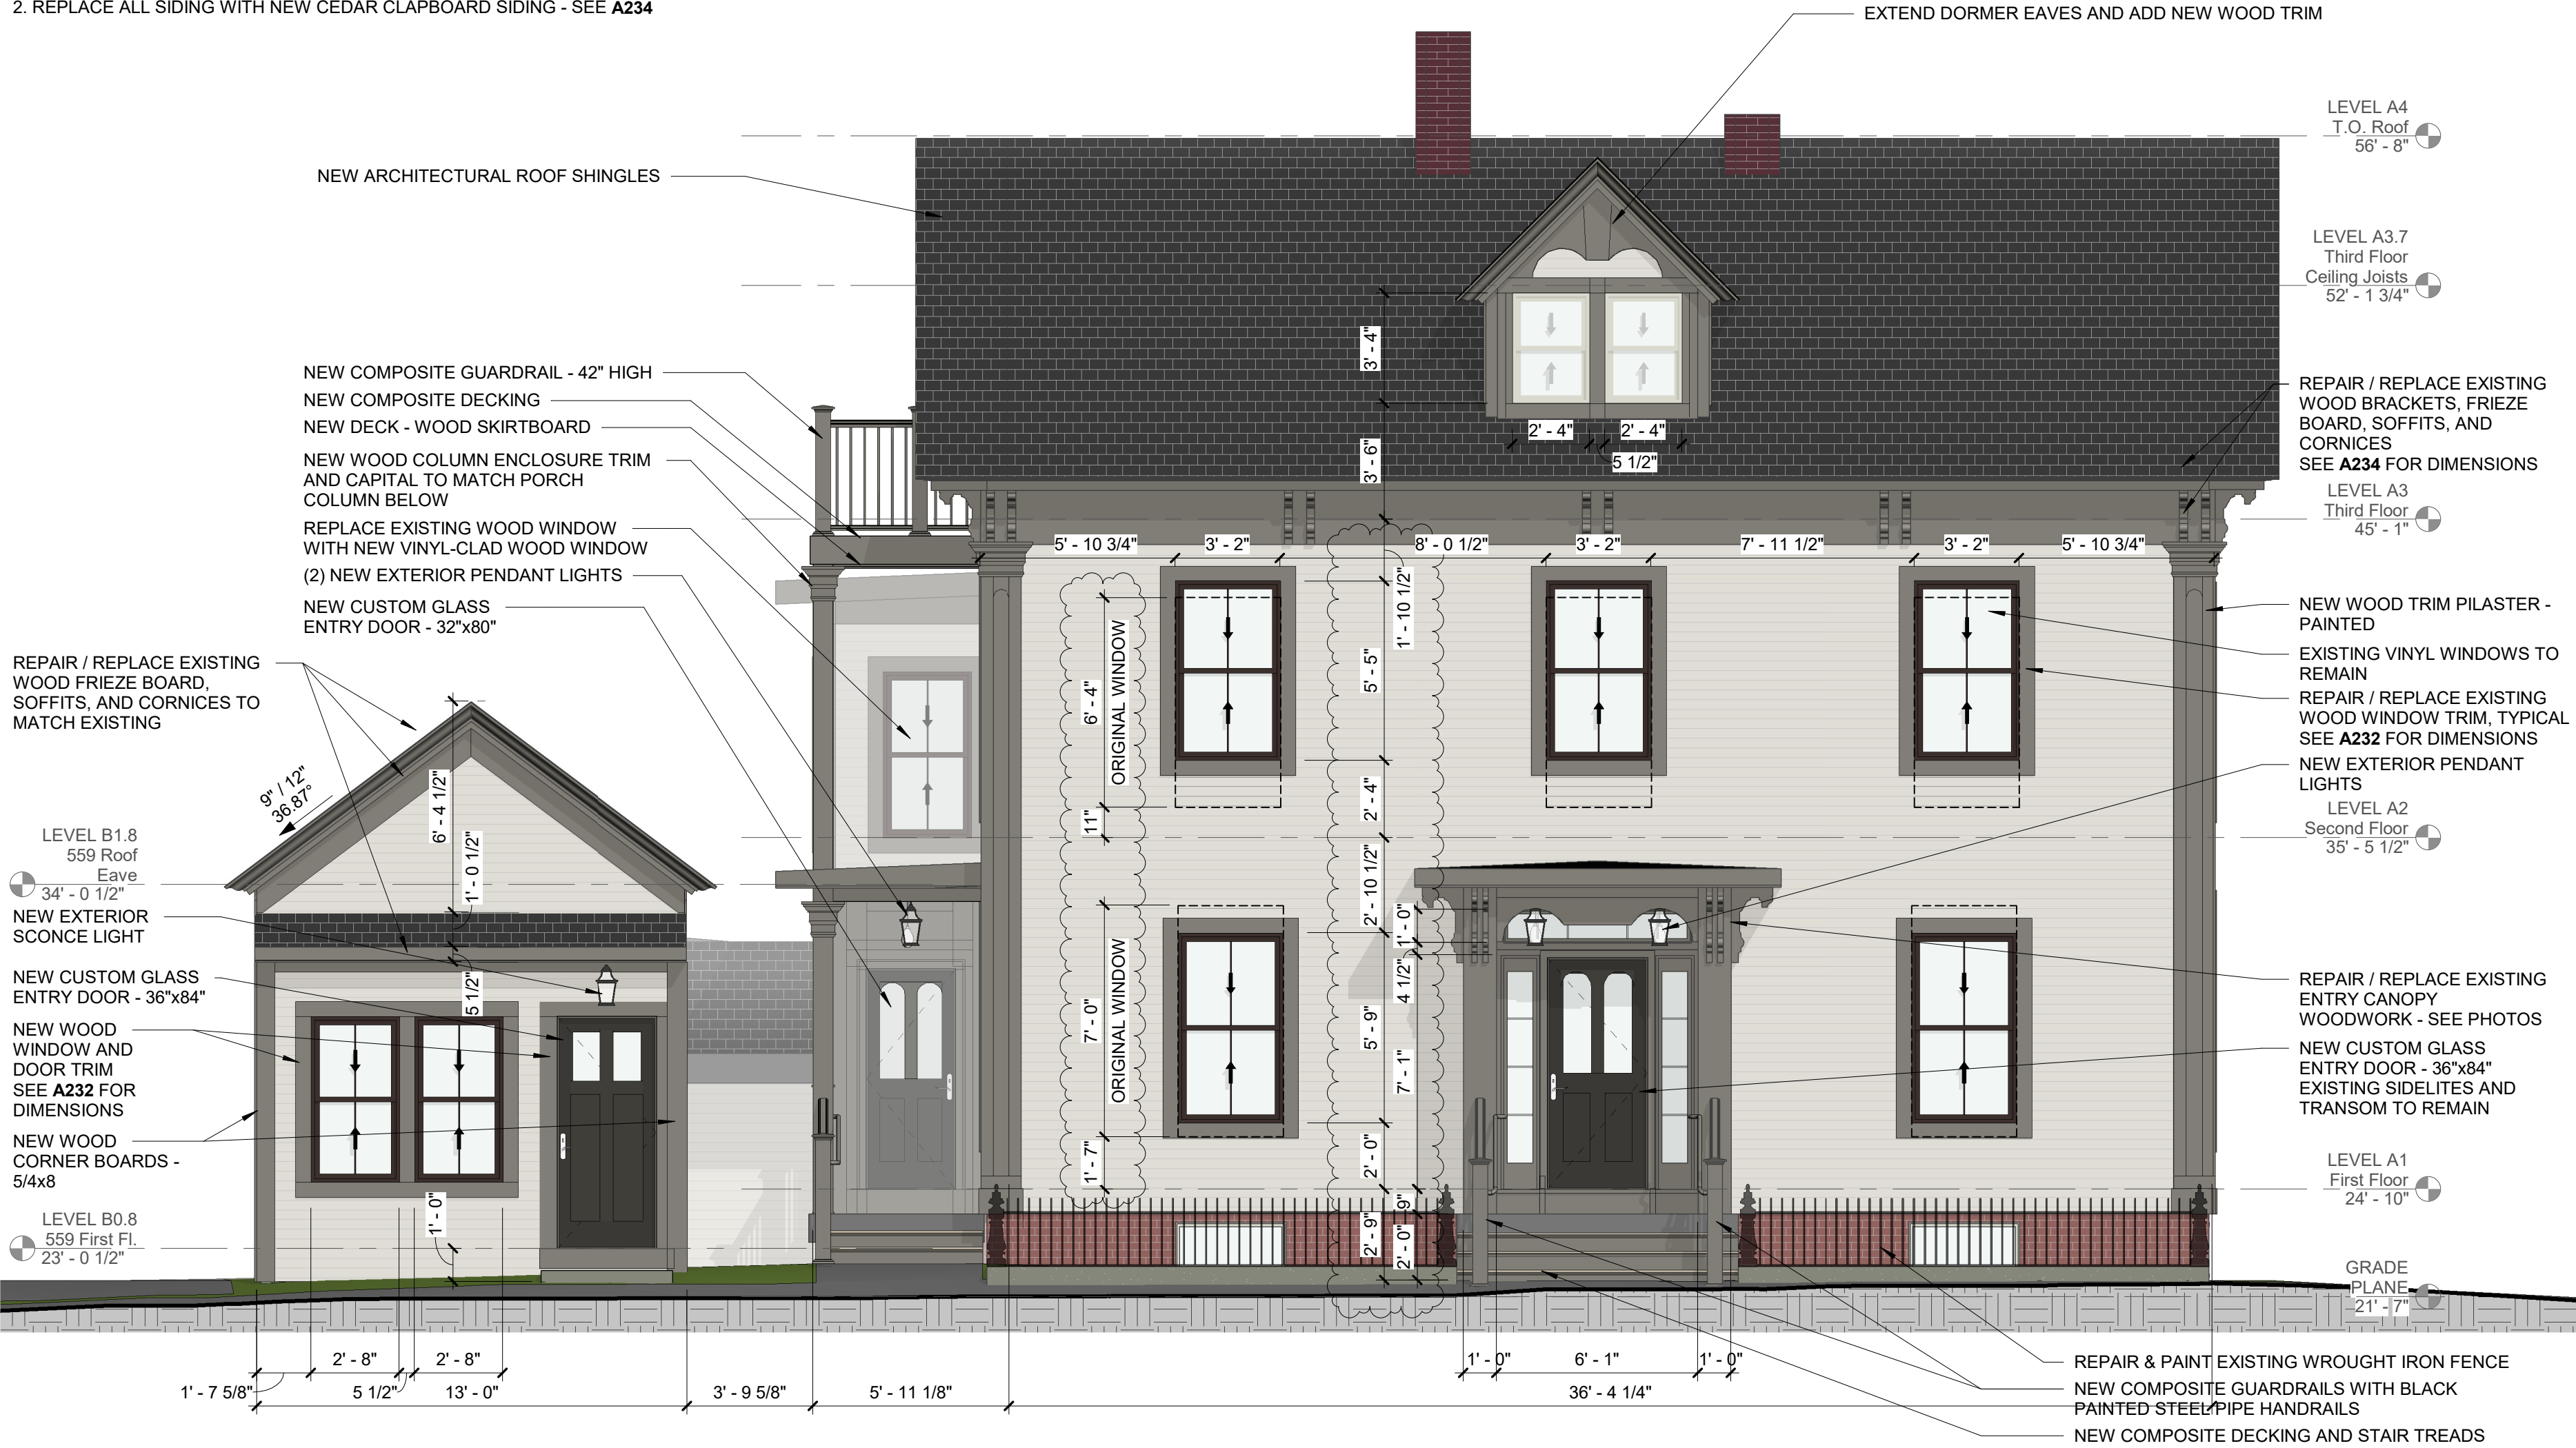 2. REPLACE ALL SIDING WITH NEW CEDAR CLAPBOARD SIDING - SEE A234
EXTEND DORMER EAVES AND ADD NEW WOOD TRIM
LEVEL A4
T.O. Roof
56' - 8"
NEW ARCHITECTURAL ROOF SHINGLES
LEVEL A3.7
Third Floor
Ceiling Joists
52' - 1 3/4"
3' - 4"
3' - 6"
2' - 4"
2' - 4"
5 1/2"
NEW COMPOSITE GUARDRAIL - 42" HIGH
NEW COMPOSITE DECKING
NEW DECK - WOOD SKIRTBOARD
NEW WOOD COLUMN ENCLOSURE TRIM
AND CAPITAL TO MATCH PORCH
COLUMN BELOW
REPLACE EXISTING WOOD WINDOW
WITH NEW VINYL-CLAD WOOD WINDOW
(2) NEW EXTERIOR PENDANT LIGHTS
NEW CUSTOM GLASS
ENTRY DOOR - 32"x80"
REPAIR / REPLACE EXISTING
WOOD BRACKETS, FRIEZE
BOARD, SOFFITS, AND
CORNICES
SEE A234 FOR DIMENSIONS
LEVEL A3
Third Floor
45' - 1"
5' - 10 3/4"
3' - 2"
8' - 0 1/2"
3' - 2"
7' - 11 1/2"
3' - 2"
5' - 10 3/4"
1' - 10 1/2"
5' - 5"
2' - 4"
2' - 10 1/2"
1' - 0"
4 1/2"
5' - 9"
7' - 1"
2' - 0"
9"
2' - 9"
2' - 0"
6' - 4"
ORIGINAL WINDOW
11"
7' - 0"
ORIGINAL WINDOW
1' - 7"
NEW WOOD TRIM PILASTER -
PAINTED
EXISTING VINYL WINDOWS TO
REMAIN
REPAIR / REPLACE EXISTING
WOOD WINDOW TRIM, TYPICAL
SEE A232 FOR DIMENSIONS
NEW EXTERIOR PENDANT
LIGHTS
LEVEL A2
Second Floor
35' - 5 1/2"
REPAIR / REPLACE EXISTING
ENTRY CANOPY
WOODWORK - SEE PHOTOS
NEW CUSTOM GLASS
ENTRY DOOR - 36"x84"
EXISTING SIDELITES AND
TRANSOM TO REMAIN
LEVEL A1
First Floor
24' - 10"
GRADE
PLANE
21' - 7"
REPAIR / REPLACE EXISTING
WOOD FRIEZE BOARD,
SOFFITS, AND CORNICES TO
MATCH EXISTING
9" / 12"
36.87°
6' - 4 1/2"
1' - 0 1/2"
5 1/2"
1' - 0"
LEVEL B1.8
559 Roof
Eave
34' - 0 1/2"
NEW EXTERIOR
SCONCE LIGHT
NEW CUSTOM GLASS
ENTRY DOOR - 36"x84"
NEW WOOD
WINDOW AND
DOOR TRIM
SEE A232 FOR
DIMENSIONS
NEW WOOD
CORNER BOARDS -
5/4x8
LEVEL B0.8
559 First Fl.
23' - 0 1/2"
2' - 8"
2' - 8"
1' - 7 5/8"
5 1/2"
13' - 0"
3' - 9 5/8"
5' - 11 1/8"
1' - 0"
6' - 1"
1' - 0"
36' - 4 1/4"
REPAIR & PAINT EXISTING WROUGHT IRON FENCE
NEW COMPOSITE GUARDRAILS WITH BLACK
PAINTED STEEL PIPE HANDRAILS
NEW COMPOSITE DECKING AND STAIR TREADS